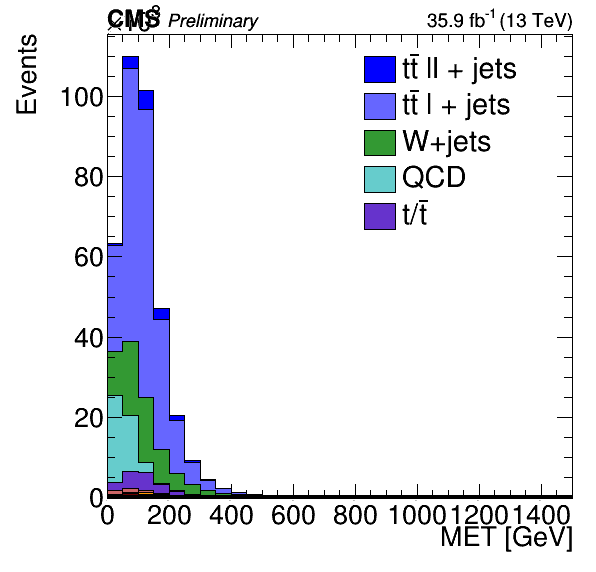 CMS Preliminary 35.9 fb⁻¹ (13 TeV)
Events
tt̄ ll + jets
tt̄ l + jets
W+jets
QCD
t/t̄
100
80
60
40
20
0
0 200 400 600 800 1000 1200 1400
MET [GeV]